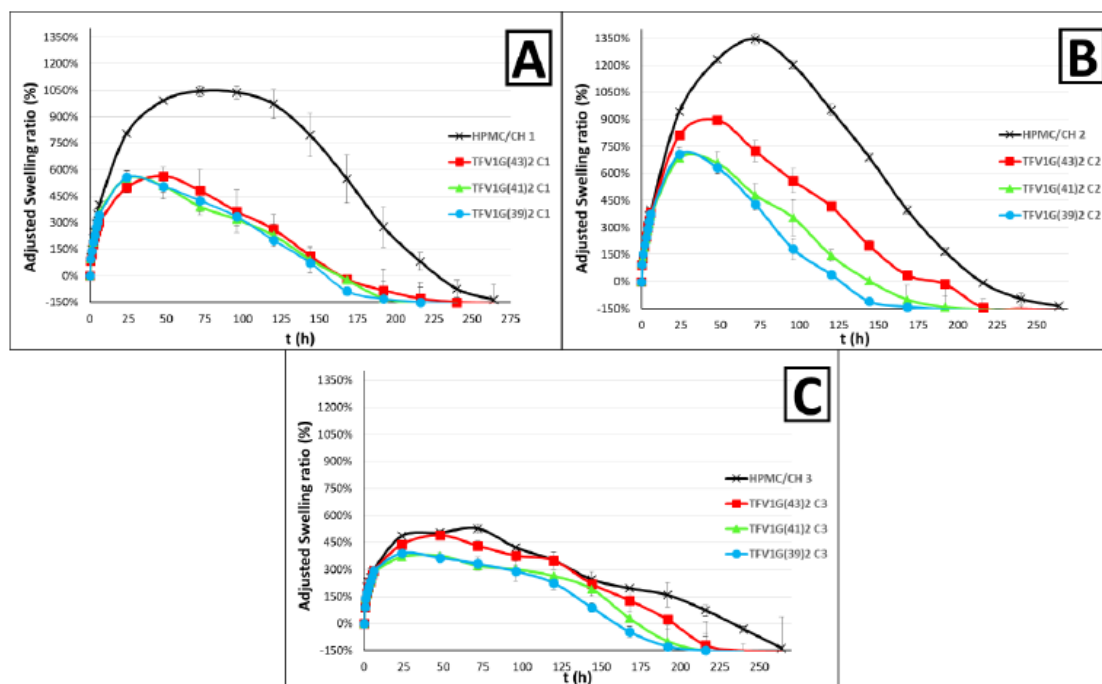 A
Adjusted Swelling ratio (%)
1350%
1200%
1050%
900%
750%
600%
450%
300%
150%
0%
-150%
0 25 50 75 100 125 150 175 200 225 250 275
t (h)
HPMC/CH 1
TFV1G(43)2 C1
TFV1G(41)2 C1
TFV1G(39)2 C1
B
Adjusted Swelling ratio (%)
1350%
1200%
1050%
900%
750%
600%
450%
300%
150%
0%
-150%
0 25 50 75 100 125 150 175 200 225 250
t (h)
HPMC/CH 2
TFV1G(43)2 C2
TFV1G(41)2 C2
TFV1G(39)2 C2
C
Adjusted Swelling ratio (%)
1350%
1200%
1050%
900%
750%
600%
450%
300%
150%
0%
-150%
0 25 50 75 100 125 150 175 200 225 250
t (h)
HPMC/CH 3
TFV1G(43)2 C3
TFV1G(41)2 C3
TFV1G(39)2 C3